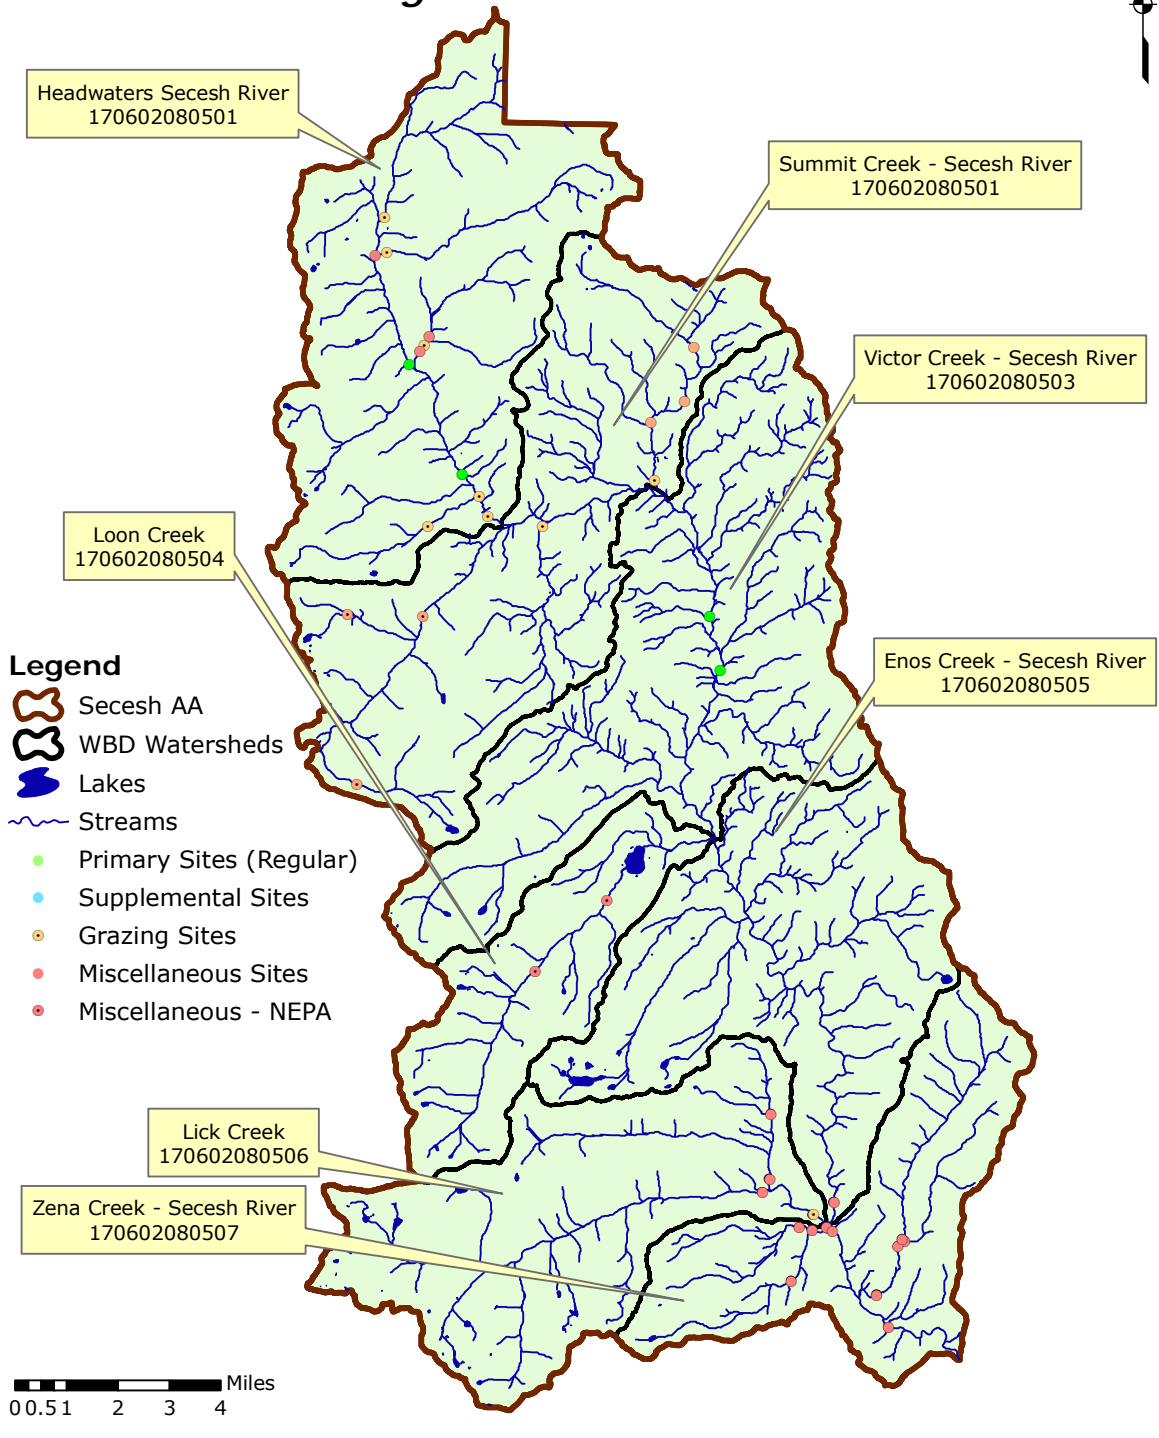 Headwaters Secesh River
170602080501
Summit Creek - Secesh River
170602080501
Victor Creek - Secesh River
170602080503
Loon Creek
170602080504
Enos Creek - Secesh River
170602080505
Legend
Secesh AA
WBD Watersheds
Lakes
Streams
Primary Sites (Regular)
Supplemental Sites
Grazing Sites
Miscellaneous Sites
Miscellaneous - NEPA
Lick Creek
170602080506
Zena Creek - Secesh River
170602080507
Miles
0 0.5 1 2 3 4